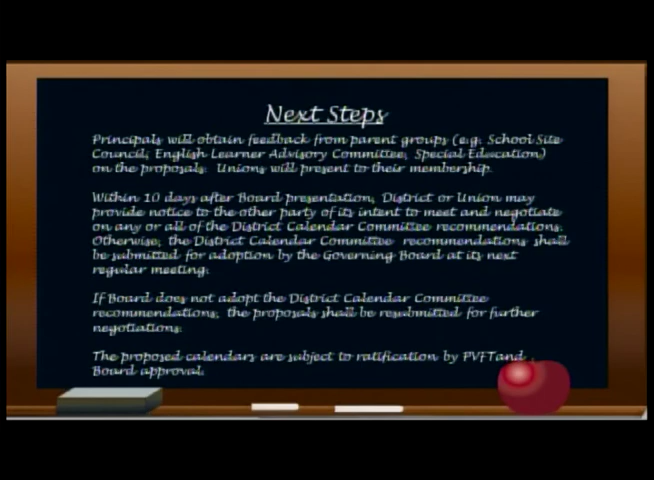 Next Steps
Principals will obtain feedback from parent groups (e.g. School Site
Council, English Learner Advisory Committee, Special Education)
on the proposals. Unions will present to their membership.
Within 10 days after Board presentation, District or Union may
provide notice to the other party of its intent to meet and negotiate
on any or all of the District Calendar Committee recommendations.
Otherwise, the District Calendar Committee recommendations shall
be submitted for adoption by the Governing Board at its next
regular meeting.
If Board does not adopt the District Calendar Committee
recommendations, the proposals shall be resubmitted for further
negotiations.
The proposed calendars are subject to ratification by PVFTand .
Board approval.